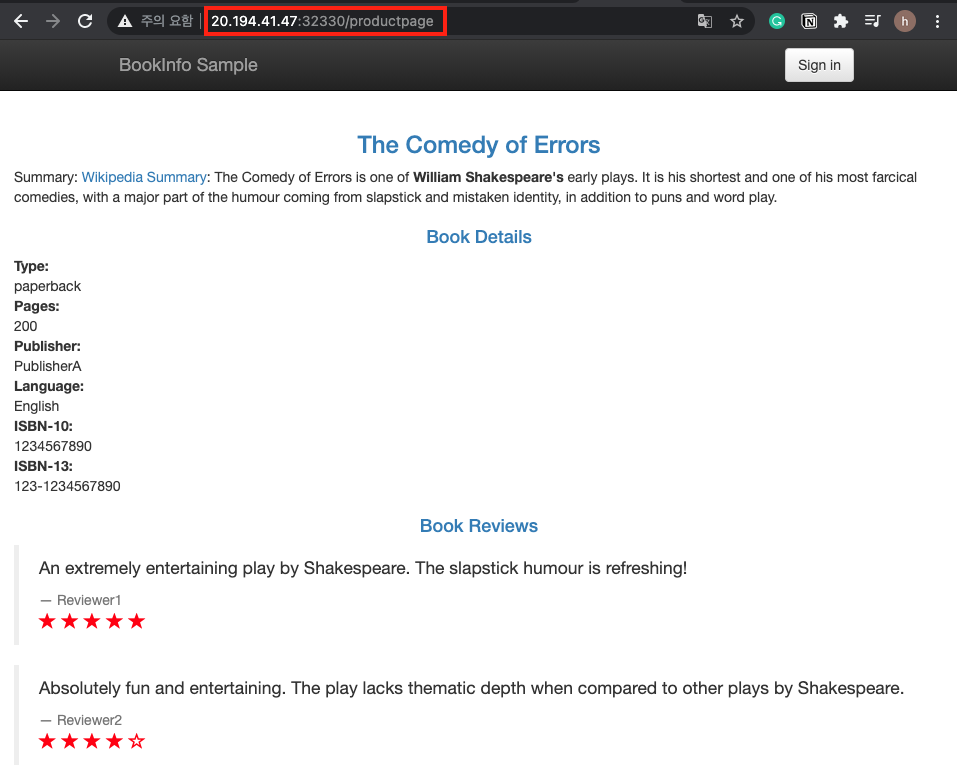 주의 요함 20.194.41.47:32330/productpage h
BookInfo Sample Sign in
The Comedy of Errors
Summary: Wikipedia Summary: The Comedy of Errors is one of William Shakespeare's early plays. It is his shortest and one of his most farcical
comedies, with a major part of the humour coming from slapstick and mistaken identity, in addition to puns and word play.
Book Details
Type:
paperback
Pages:
200
Publisher:
PublisherA
Language:
English
ISBN-10:
1234567890
ISBN-13:
123-1234567890
Book Reviews
An extremely entertaining play by Shakespeare. The slapstick humour is refreshing!
— Reviewer1
Absolutely fun and entertaining. The play lacks thematic depth when compared to other plays by Shakespeare.
— Reviewer2